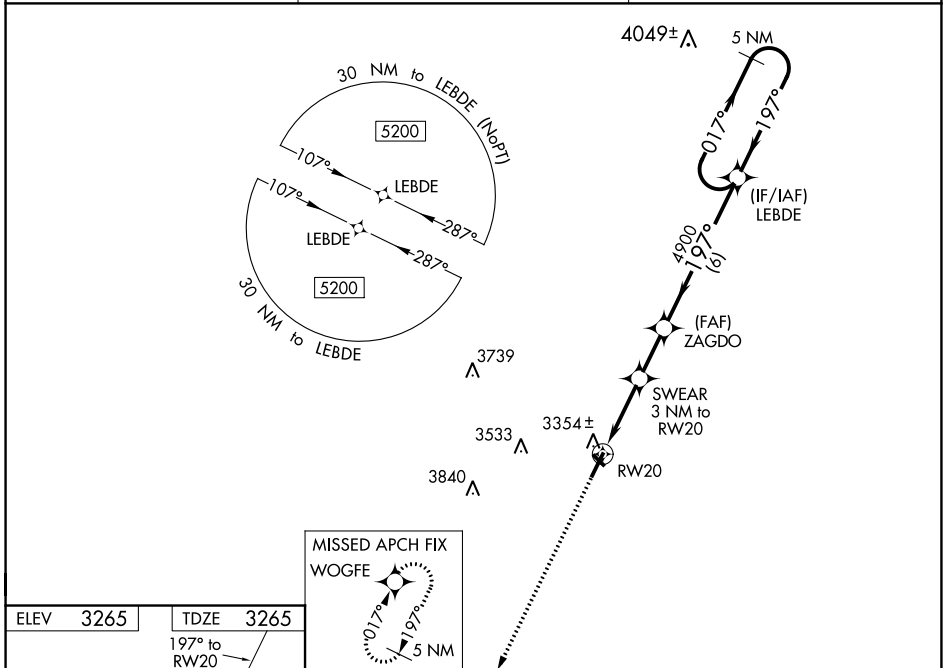 4049±
5 NM
30 NM to LEBDE (NoPT)
5200
107°
LEBDE
287°
107°
LEBDE
287°
5200
30 NM to LEBDE
017°
197°
(IF/IAF)
LEBDE
4900
197°
(6)
(FAF)
ZAGDO
3739
SWEAR
3 NM to
RW20
3354±
3533
RW20
3840
MISSED APCH FIX
WOGFE
017°
197°
5 NM
ELEV 3265
TDZE 3265
197° to
RW20